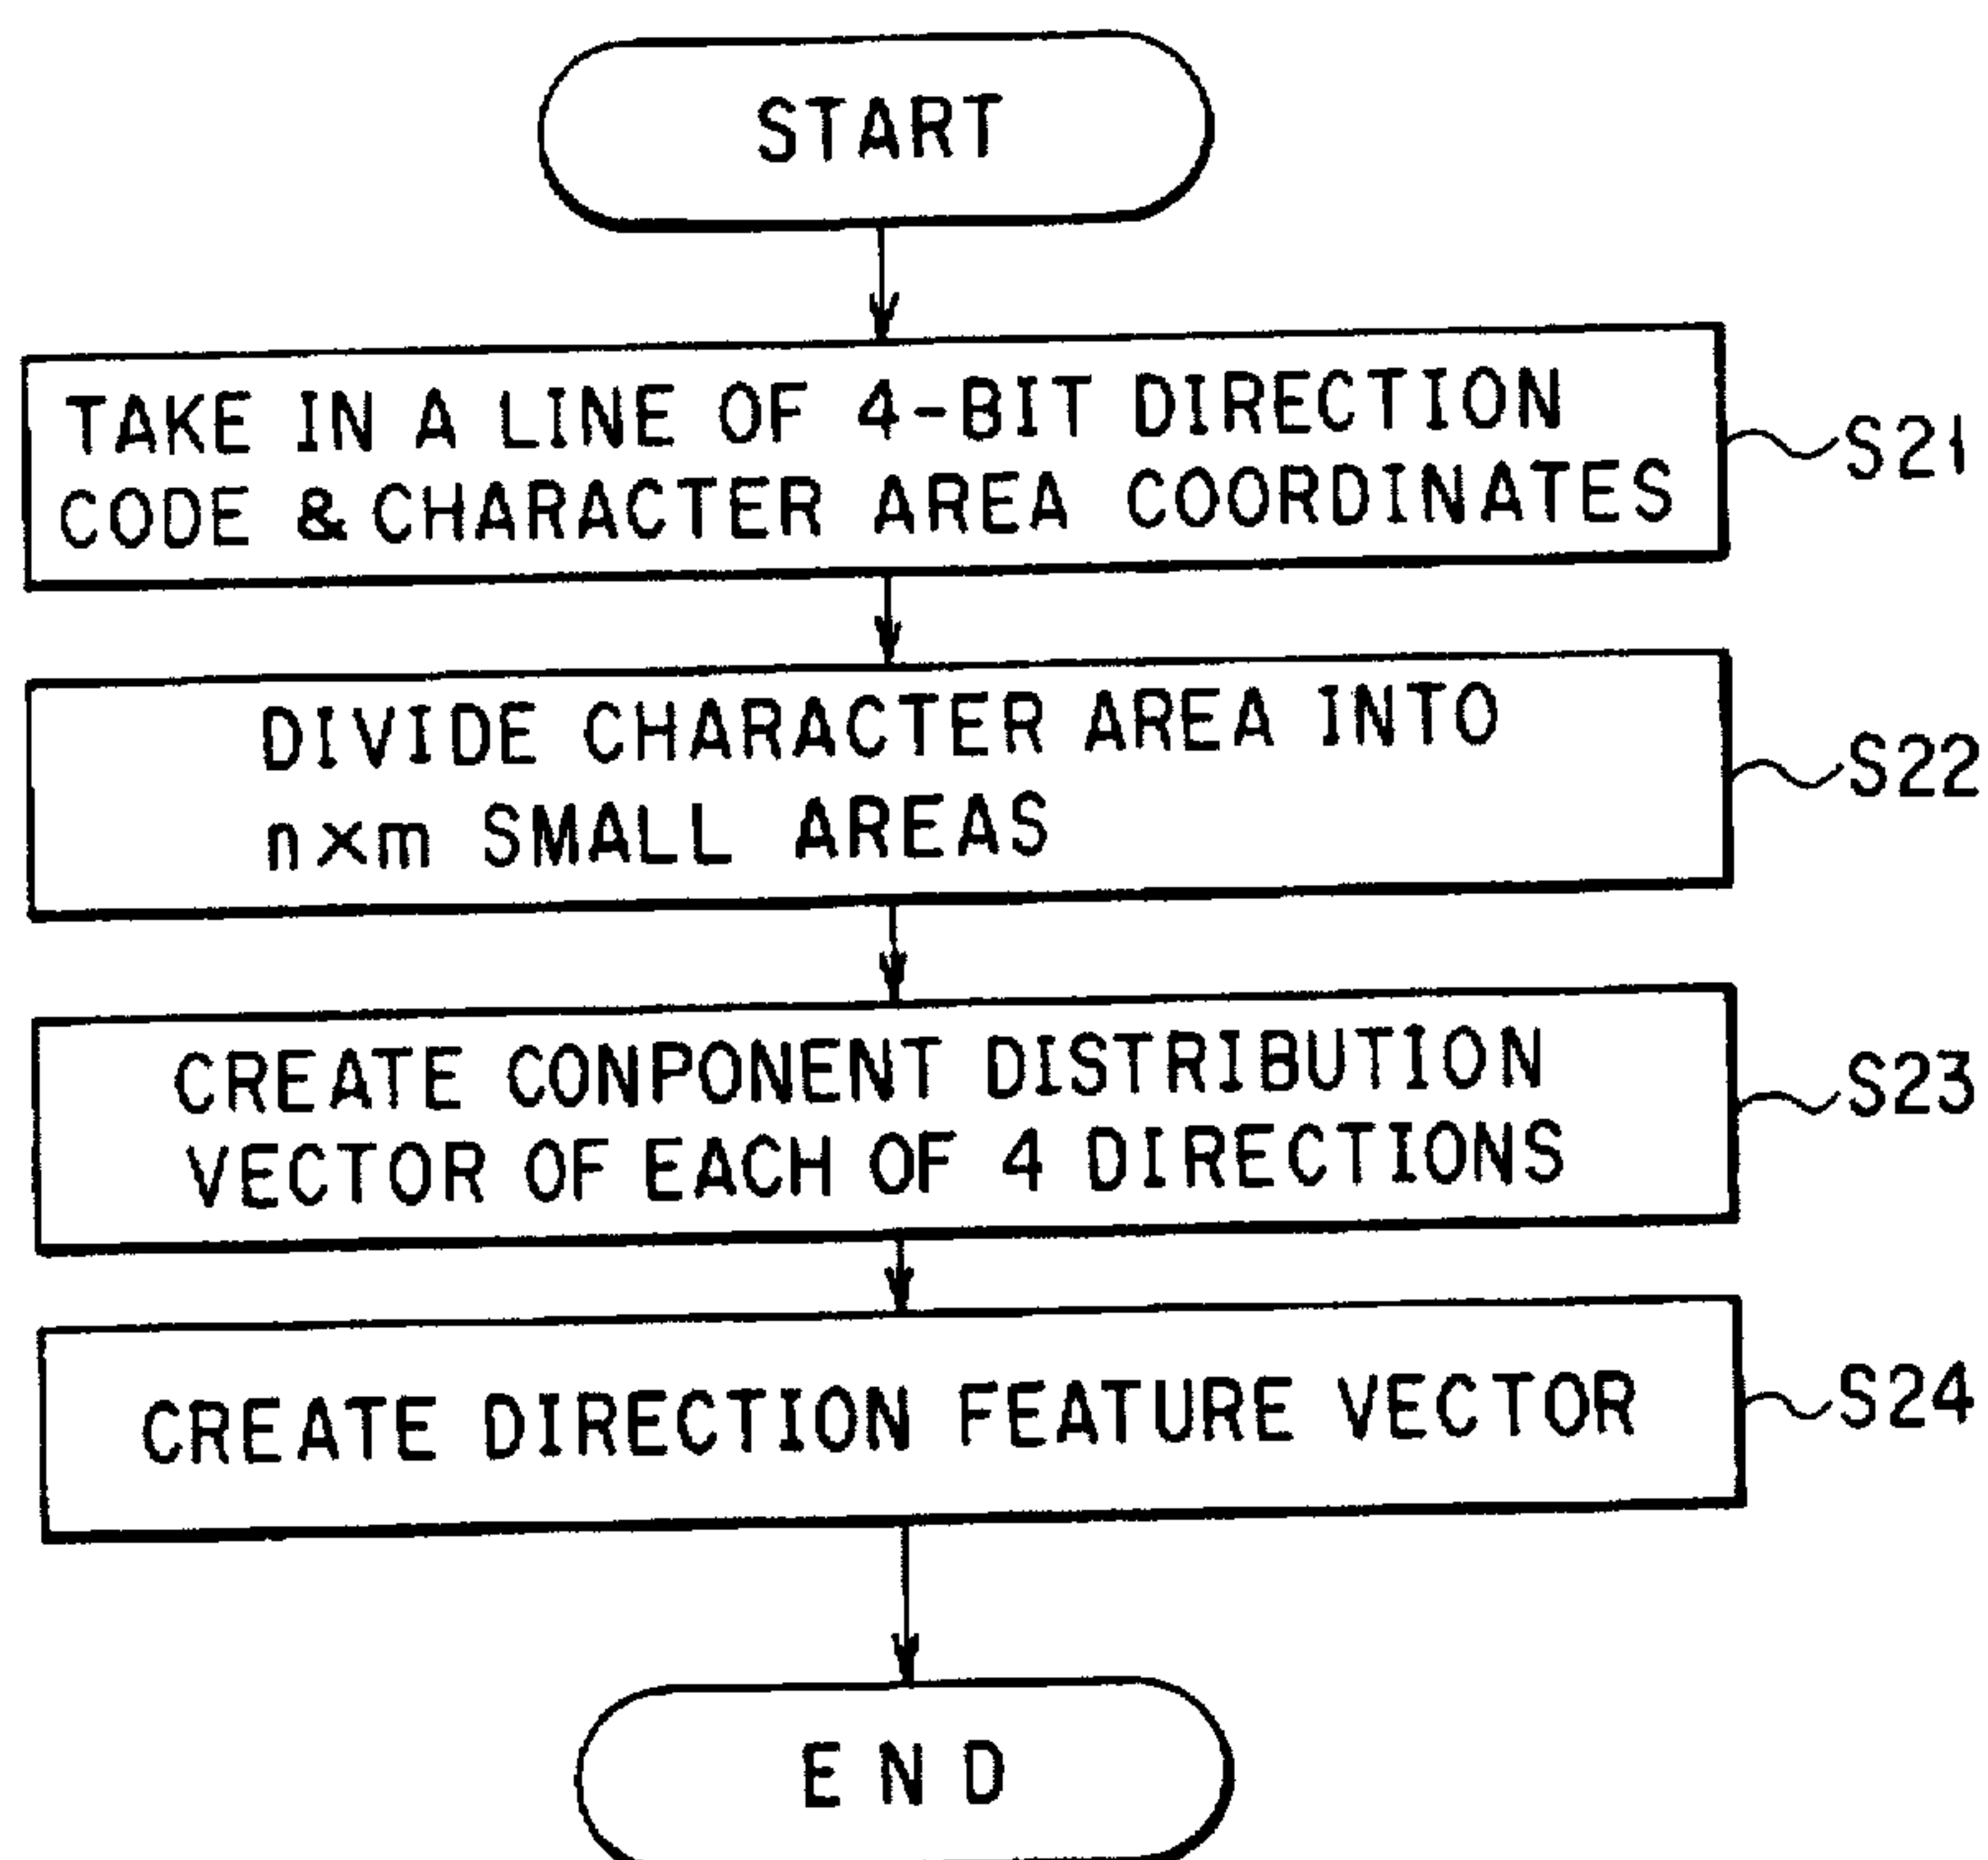 START
TAKE IN A LINE OF 4-BIT DIRECTION
CODE & CHARACTER AREA COORDINATES
S21
DIVIDE CHARACTER AREA INTO
n×m SMALL AREAS
S22
CREATE CONPONENT DISTRIBUTION
VECTOR OF EACH OF 4 DIRECTIONS
S23
CREATE DIRECTION FEATURE VECTOR
S24
END